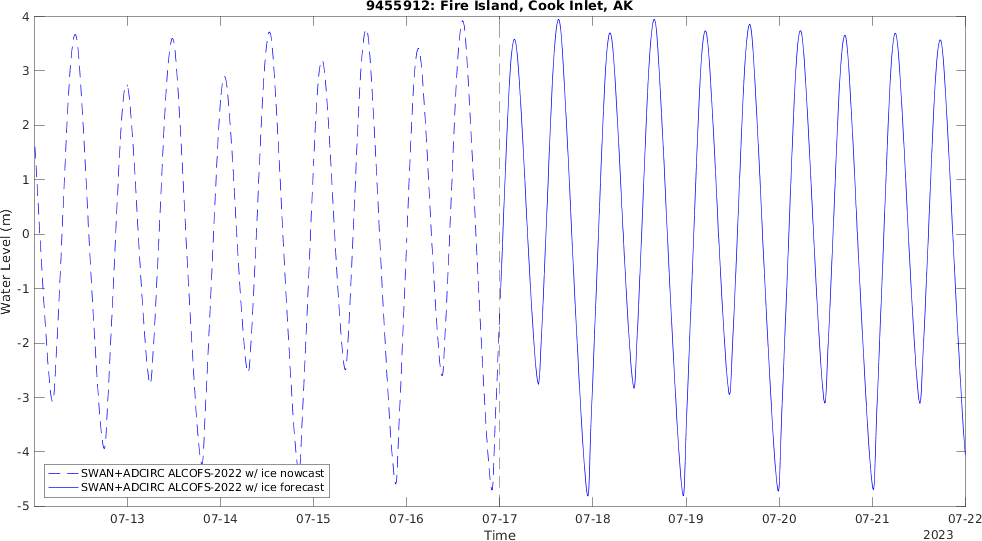 9455912: Fire Island, Cook Inlet, AK
4
3
2
1
0
-1
-2
-3
-4
-5
Water Level (m)
SWAN+ADCIRC ALCOFS-2022 w/ ice nowcast
SWAN+ADCIRC ALCOFS-2022 w/ ice forecast
07-13 07-14 07-15 07-16 07-17 07-18 07-19 07-20 07-21 07-22
Time
2023